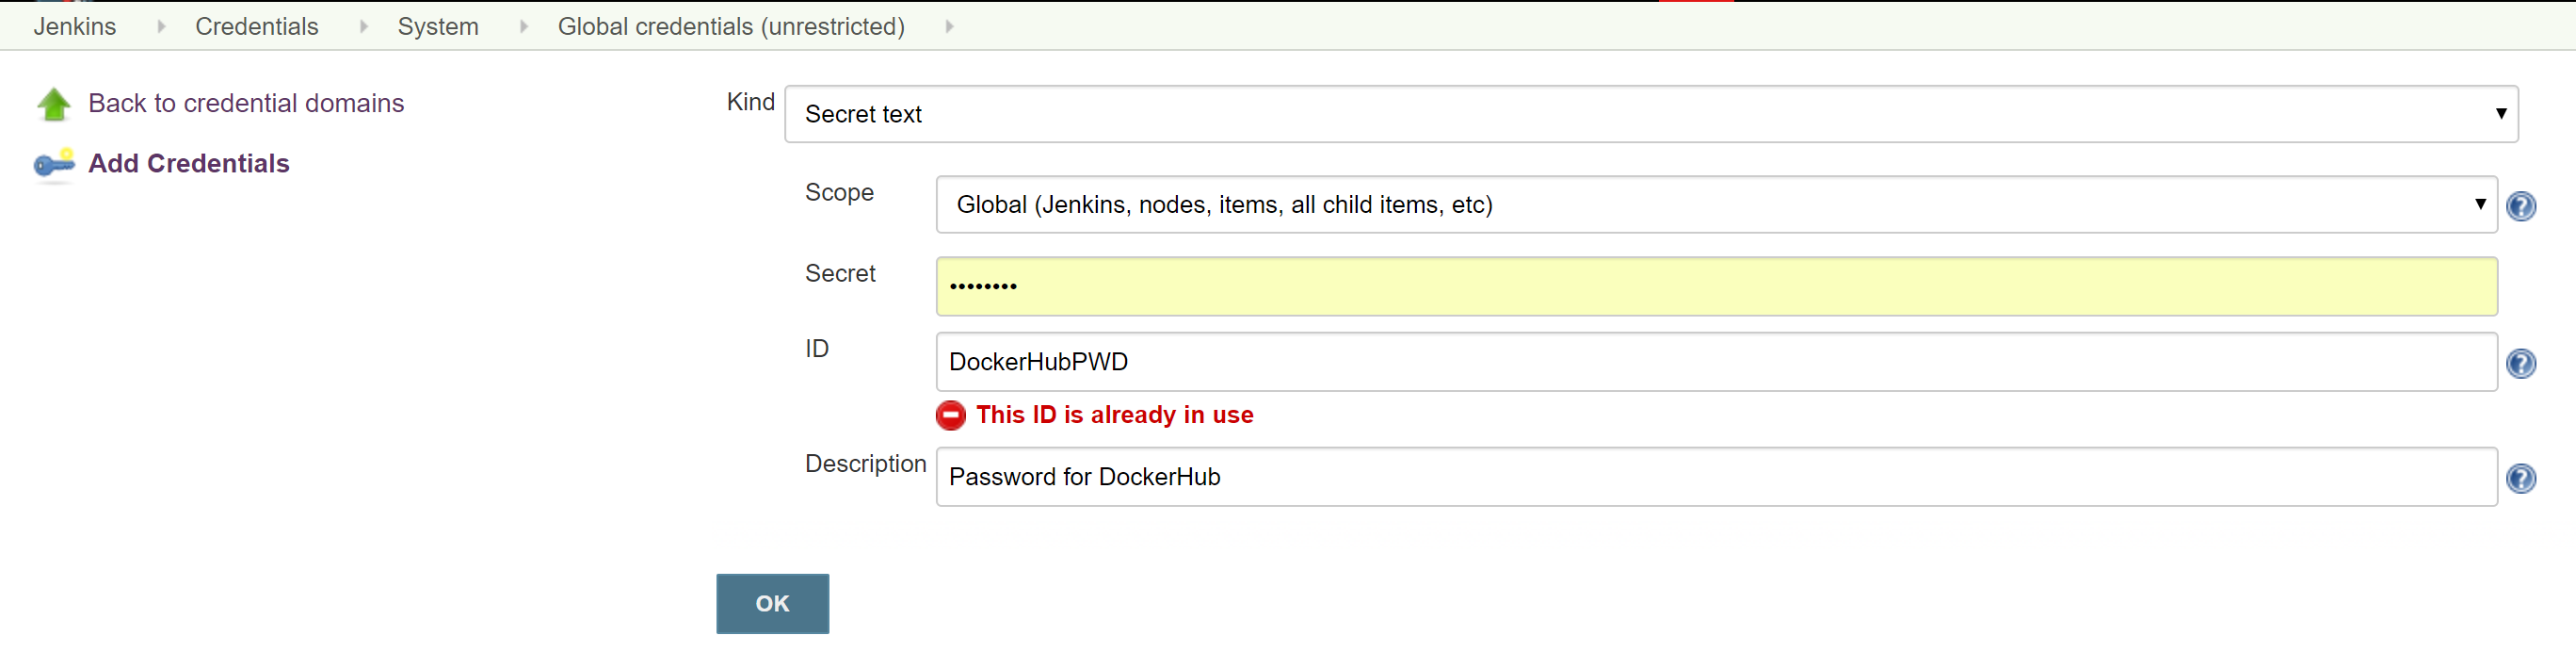 Jenkins Credentials System Global credentials (unrestricted)
Back to credential domains
Add Credentials
Kind Secret text
Scope Global (Jenkins, nodes, items, all child items, etc)
Secret ••••••••
ID DockerHubPWD
This ID is already in use
Description Password for DockerHub
OK